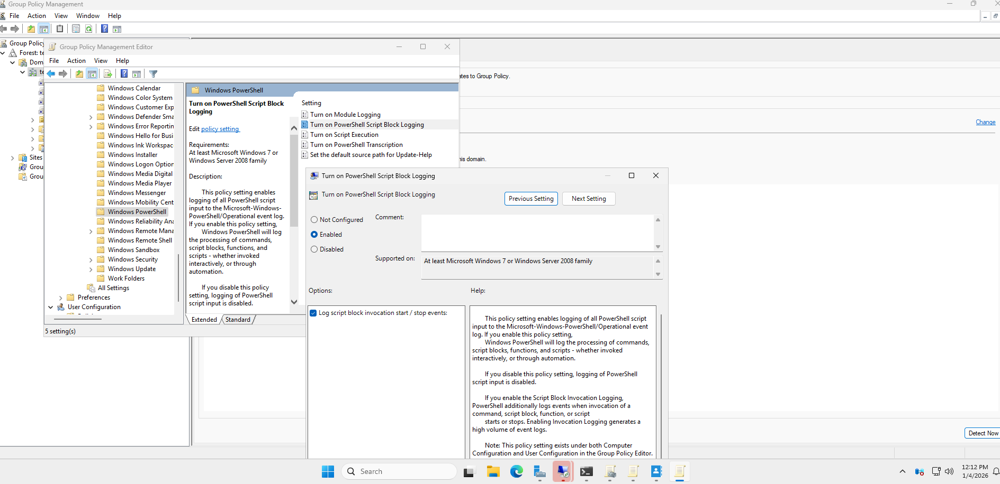 Group Policy Management
File Action View Window Help
Group Policy
Forest: te
Dom
te
Sites
Grou
Grou
Group Policy Management Editor
File Action View Help
Windows Calendar
Windows Color System
Windows Customer Exp
Windows Defender Sma
Windows Error Reportin
Windows Hello for Busi
Windows Ink Workspac
Windows Installer
Windows Logon Option
Windows Media Digital
Windows Media Player
Windows Messenger
Windows Mobility Cent
Windows PowerShell
Windows Reliability Ana
Windows Remote Mana
Windows Remote Shell
Windows Sandbox
Windows Security
Windows Update
Work Folders
All Settings
Preferences
User Configuration
Windows PowerShell
Turn on PowerShell Script Block
Logging
Edit policy setting
Requirements:
At least Microsoft Windows 7 or
Windows Server 2008 family
Description:
This policy setting enables
logging of all PowerShell script
input to the Microsoft-Windows-
PowerShell/Operational event log.
If you enable this policy setting,
Windows PowerShell will log
the processing of commands,
script blocks, functions, and
scripts - whether invoked
interactively, or through
automation.
If you disable this policy
setting, logging of PowerShell
script input is disabled.
Setting
Turn on Module Logging
Turn on PowerShell Script Block Logging
Turn on Script Execution
Turn on PowerShell Transcription
Set the default source path for Update-Help
Extended Standard
5 setting(s)
ates to Group Policy.
Change
his domain.
Detect Now
Turn on PowerShell Script Block Logging
Turn on PowerShell Script Block Logging
Previous Setting Next Setting
Not Configured
Enabled
Disabled
Comment:
Supported on:
At least Microsoft Windows 7 or Windows Server 2008 family
Options:
Help:
Log script block invocation start / stop events:
This policy setting enables logging of all PowerShell script
input to the Microsoft-Windows-PowerShell/Operational event
log. If you enable this policy setting,
Windows PowerShell will log the processing of commands,
script blocks, functions, and scripts - whether invoked
interactively, or through automation.
If you disable this policy setting, logging of PowerShell
script input is disabled.
If you enable the Script Block Invocation Logging,
PowerShell additionally logs events when invocation of a
command, script block, function, or script
starts or stops. Enabling Invocation Logging generates a
high volume of event logs.
Note: This policy setting exists under both Computer
Configuration and User Configuration in the Group Policy Editor.
Search
12:12 PM
1/4/2026